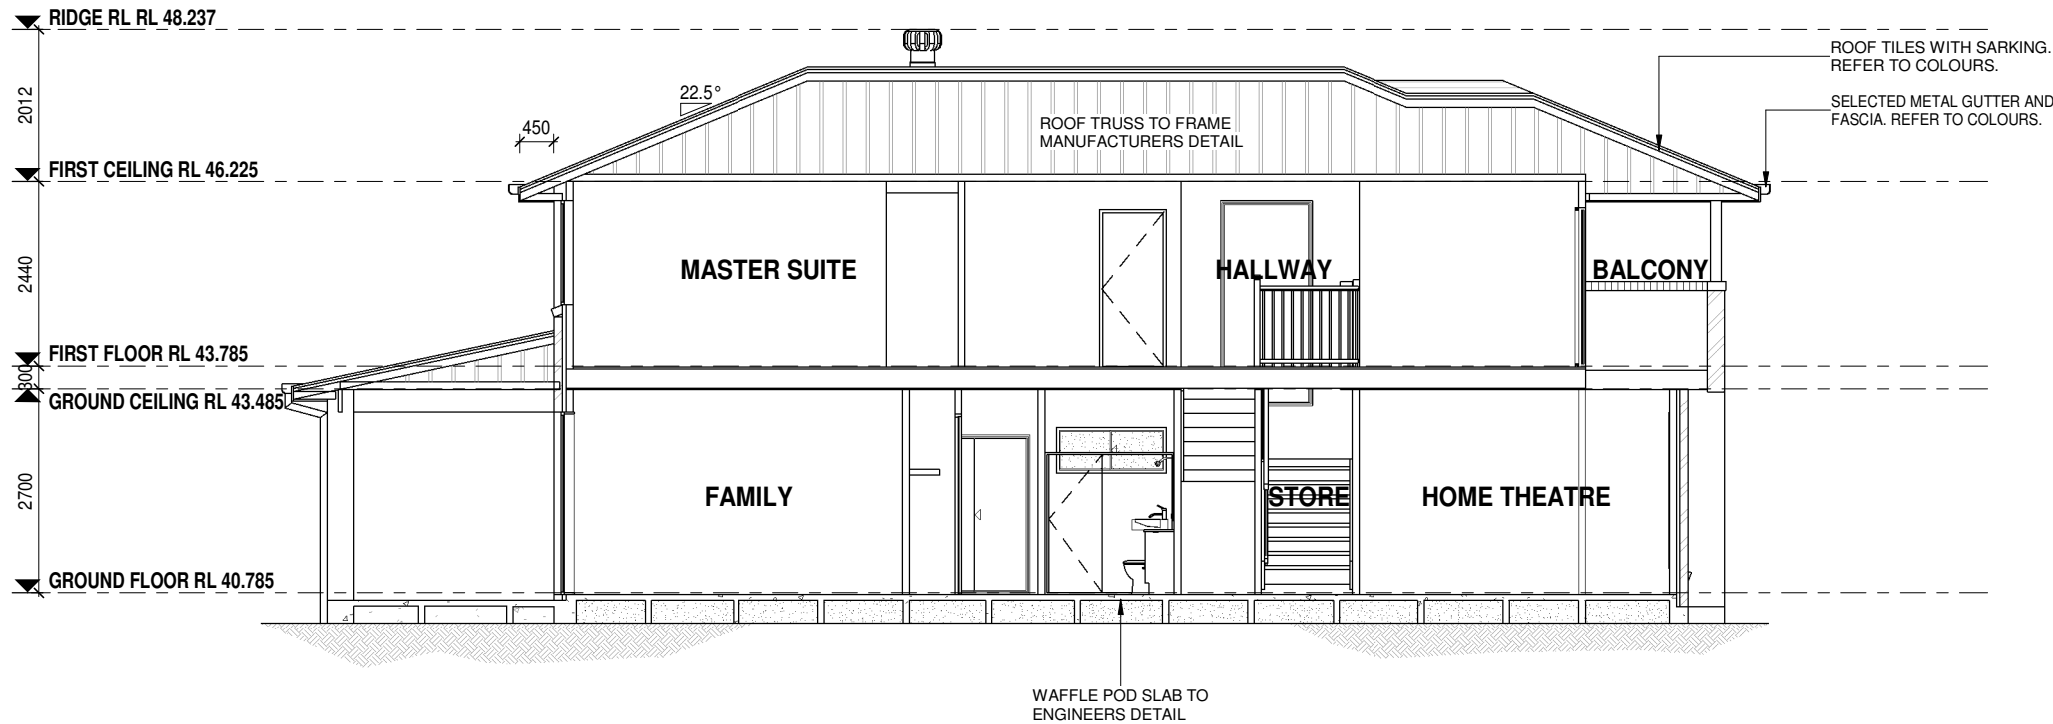 RIDGE RL RL 48.237
ROOF TILES WITH SARKING.
REFER TO COLOURS.
2012
22.5°
SELECTED METAL GUTTER AND
FASCIA. REFER TO COLOURS.
450
ROOF TRUSS TO FRAME
MANUFACTURERS DETAIL
FIRST CEILING RL 46.225
2440
MASTER SUITE
HALLWAY
BALCONY
FIRST FLOOR RL 43.785
300
GROUND CEILING RL 43.485
2700
FAMILY
STORE
HOME THEATRE
GROUND FLOOR RL 40.785
WAFFLE POD SLAB TO
ENGINEERS DETAIL